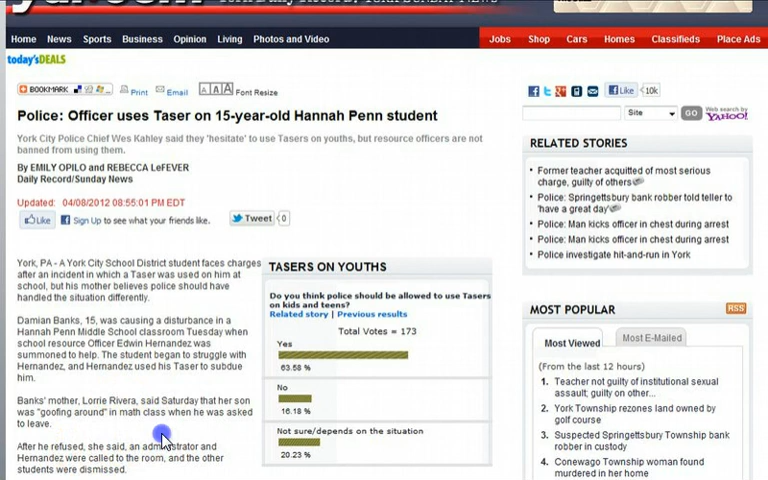 Home News Sports Business Opinion Living Photos and Video Jobs Shop Cars Homes Classifieds Place Ads
today'sDEALS
BOOKMARK Print Email A A A Font Resize
Police: Officer uses Taser on 15-year-old Hannah Penn student
York City Police Chief Wes Kahley said they 'hesitate' to use Tasers on youths, but resource officers are not
banned from using them.
By EMILY OPILO and REBECCA LeFEVER
Daily Record/Sunday News
Updated: 04/08/2012 08:55:01 PM EDT
Like Sign Up to see what your friends like. Tweet 0
York, PA - A York City School District student faces charges
after an incident in which a Taser was used on him at
school, but his mother believes police should have
handled the situation differently.
Damian Banks, 15, was causing a disturbance in a
Hannah Penn Middle School classroom Tuesday when
school resource Officer Edwin Hernandez was
summoned to help. The student began to struggle with
Hernandez, and Hernandez used his Taser to subdue
him.
Banks' mother, Lorrie Rivera, said Saturday that her son
was "goofing around" in math class when he was asked
to leave.
After he refused, she said, an administrator and
Hernandez were called to the room, and the other
students were dismissed.
TASERS ON YOUTHS
Do you think police should be allowed to use Tasers
on kids and teens?
Related story | Previous results
Total Votes = 173
Yes
63.58 %
No
16.18 %
Not sure/depends on the situation
20.23 %
Like 10k
Site GO Web search by
YAHOO!
RELATED STORIES
Former teacher acquitted of most serious
charge, guilty of others
Police: Springettsbury bank robber told teller to
'have a great day'
Police: Man kicks officer in chest during arrest
Police: Man kicks officer in chest during arrest
Police investigate hit-and-run in York
MOST POPULAR RSS
Most Viewed Most E-Mailed
(From the last 12 hours)
1. Teacher not guilty of institutional sexual
assault; guilty on other...
2. York Township rezones land owned by
golf course
3. Suspected Springettsbury Township bank
robber in custody
4. Conewago Township woman found
murdered in her home